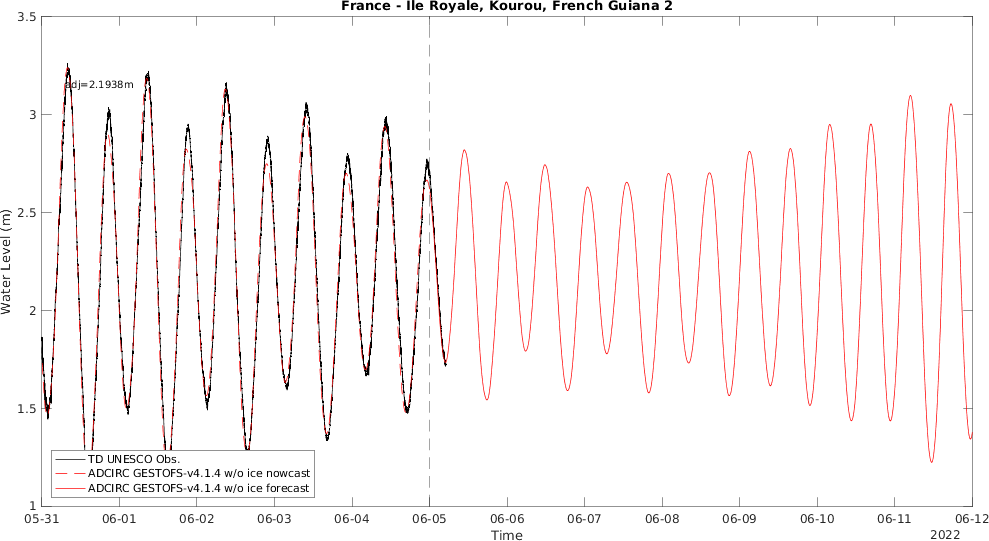 France - Ile Royale, Kourou, French Guiana 2
3.5
3
2.5
2
1.5
1
Water Level (m)
adj=2.1938m
TD UNESCO Obs.
ADCIRC GESTOFS-v4.1.4 w/o ice nowcast
ADCIRC GESTOFS-v4.1.4 w/o ice forecast
05-31 06-01 06-02 06-03 06-04 06-05 06-06 06-07 06-08 06-09 06-10 06-11 06-12
Time
2022